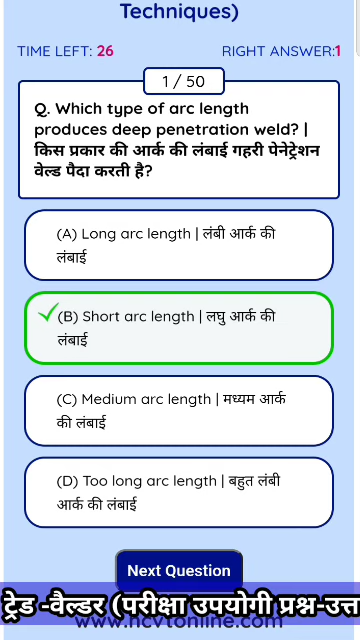 Techniques)
TIME LEFT: 26
RIGHT ANSWER:1
1 / 50
Q. Which type of arc length
produces deep penetration weld? |
किस प्रकार की आर्क की लंबाई गहरी पेनेट्रेशन
वेल्ड पैदा करती है?
(A) Long arc length | लंबी आर्क की
लंबाई
(B) Short arc length | लघु आर्क की
लंबाई
(C) Medium arc length | मध्यम आर्क
की लंबाई
(D) Too long arc length | बहुत लंबी
आर्क की लंबाई
Next Question
ट्रेड -वैल्डर (परीक्षा उपयोगी प्रश्न-उत्त
www.ncvtonline.com